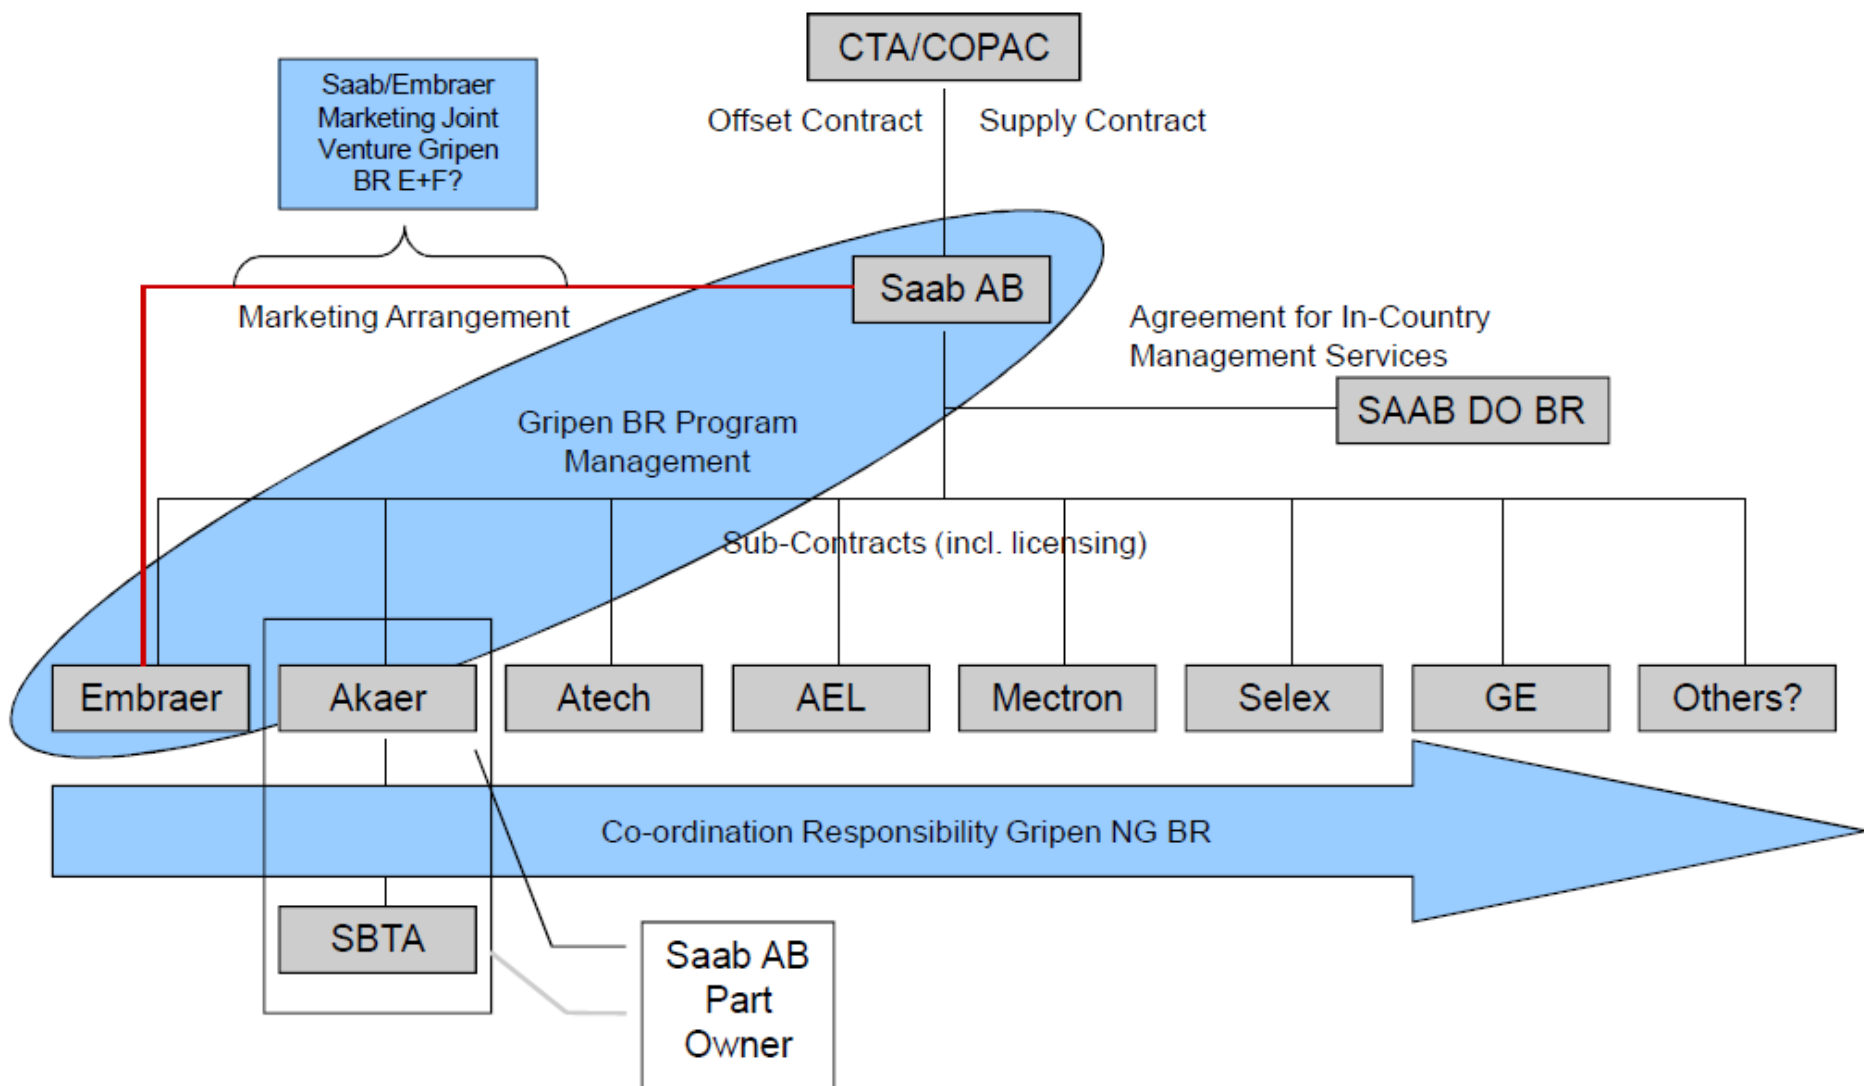 CTA/COPAC
Saab/Embraer
Marketing Joint
Venture Gripen
BR E+F?
Offset Contract
Supply Contract
Saab AB
Marketing Arrangement
Agreement for In-Country
Management Services
SAAB DO BR
Gripen BR Program
Management
Sub-Contracts (incl. licensing)
Embraer
Akaer
Atech
AEL
Mectron
Selex
GE
Others?
Co-ordination Responsibility Gripen NG BR
SBTA
Saab AB
Part
Owner